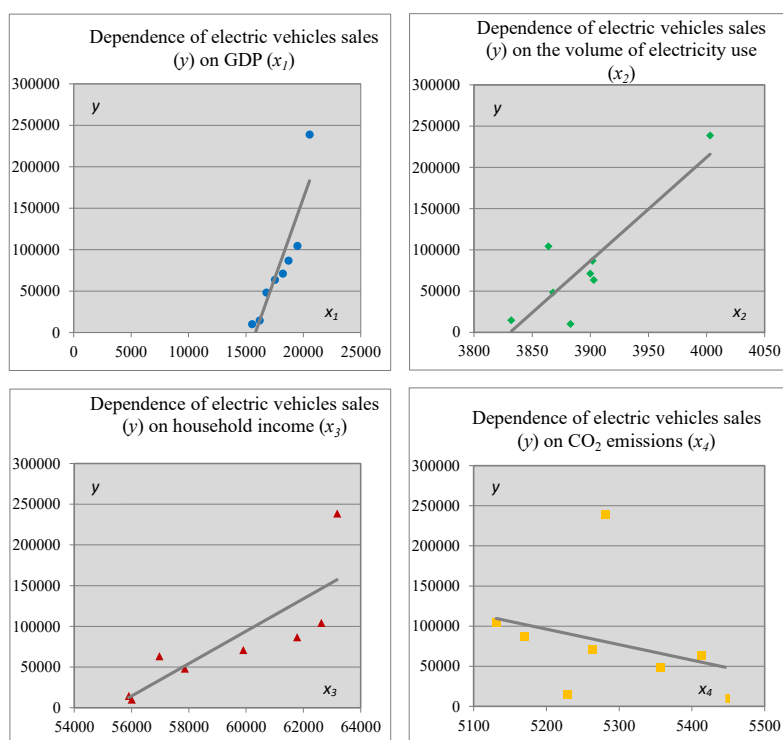 Dependence of electric vehicles sales
(y) on GDP (x₁)
300000
250000
200000
150000
100000
50000
0
y
x₁
0 5000 10000 15000 20000 25000
Dependence of electric vehicles sales
(y) on the volume of electricity use
(x₂)
300000
250000
200000
150000
100000
50000
0
y
x₂
3800 3850 3900 3950 4000 4050
Dependence of electric vehicles sales
(y) on household income (x₃)
300000
250000
200000
150000
100000
50000
0
y
x₃
54000 56000 58000 60000 62000 64000
Dependence of electric vehicles sales
(y) on CO₂ emissions (x₄)
300000
250000
200000
150000
100000
50000
0
y
x₄
5100 5200 5300 5400 5500